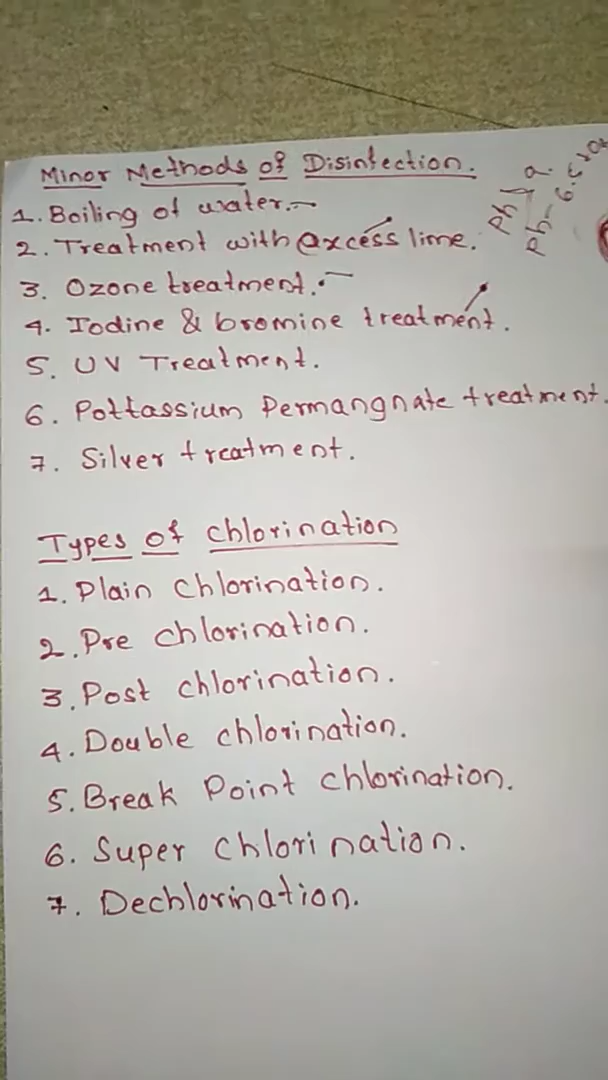 Minor Methods of Disinfection.
1. Boiling of water.
2. Treatment with excess lime.
3. Ozone treatment.
4. Iodine & bromine treatment.
5. UV Treatment.
6. Pottassium Permangnate treatment.
7. Silver treatment.
Types of chlorination
1. Plain chlorination.
2. Pre chlorination.
3. Post chlorination.
4. Double chlorination.
5. Break Point chlorination.
6. Super chlorination.
7. Dechlorination.